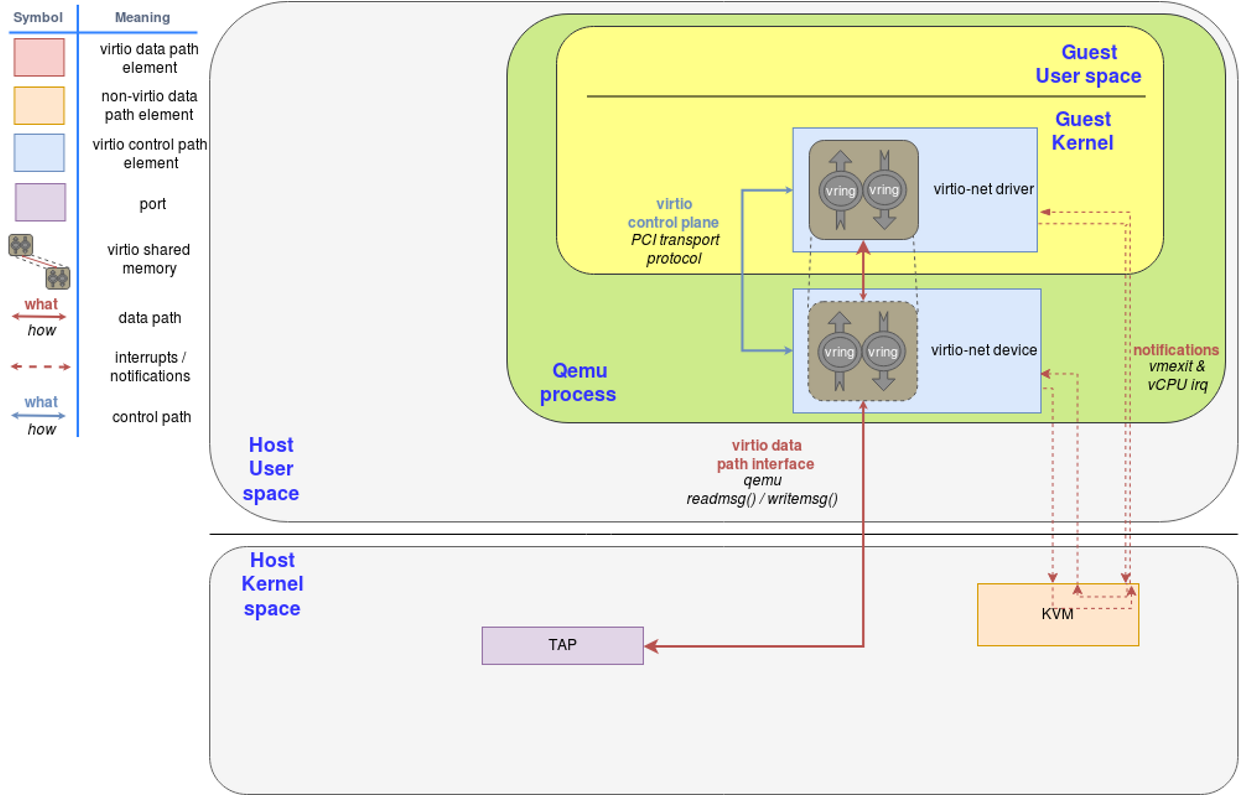 Symbol
Meaning
virtio data path
element
non-virtio data
path element
virtio control path
element
port
virtio shared
memory
what
how
data path
interrupts /
notifications
what
how
control path
Guest
User space
Guest
Kernel
vring
vring
virtio-net driver
virtio
control plane
PCI transport
protocol
vring
vring
virtio-net device
notifications
vmexit &
vCPU irq
Qemu
process
Host
User
space
virtio data
path interface
qemu
readmsg() / writemsg()
Host
Kernel
space
TAP
KVM